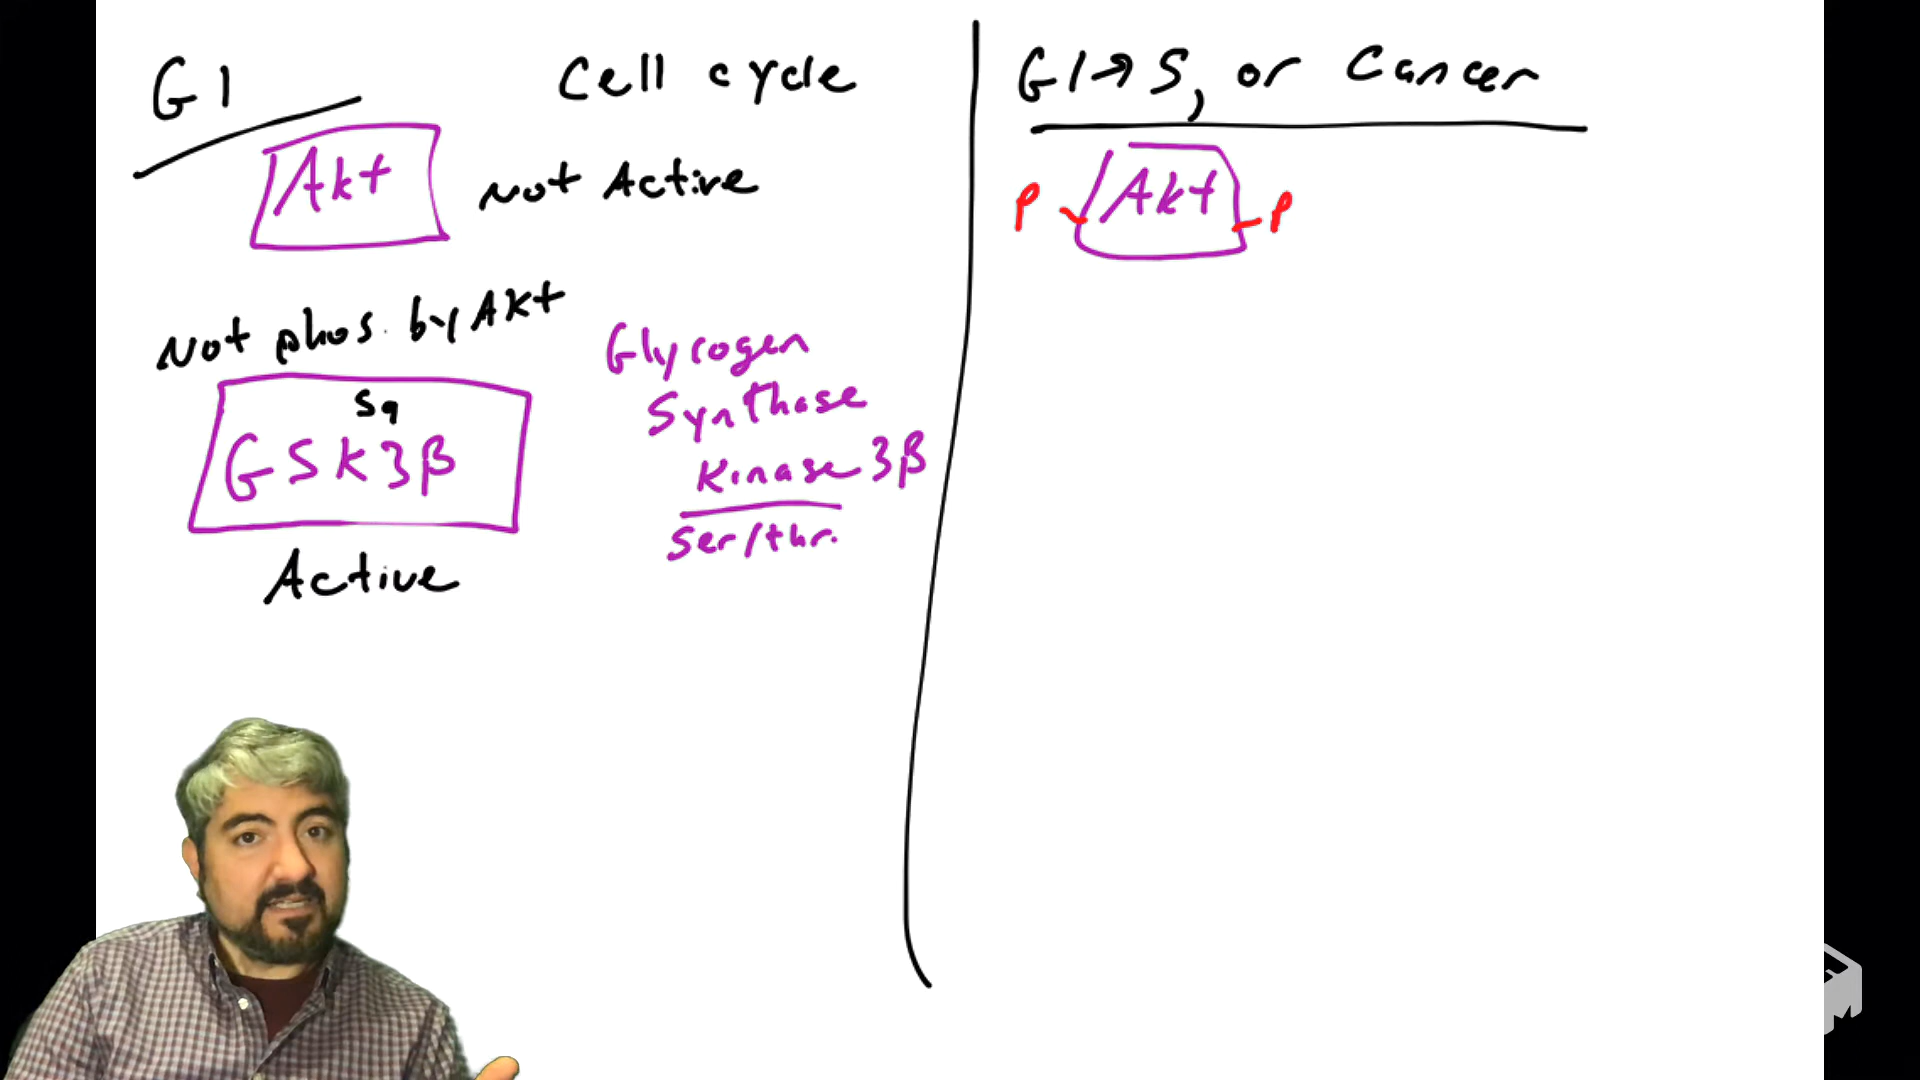 G1
Cell cycle
Akt
Not Active
Not phos. by Akt
S9
GSK3β
Active
Glycogen
Synthase
Kinase 3β
Ser/thr.
G1→S, or Cancer
P Akt P
M